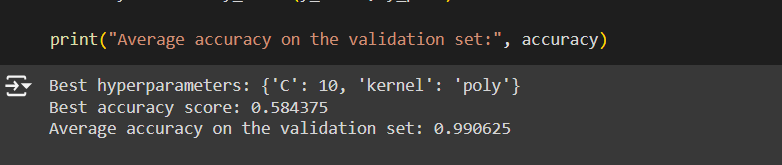 print("Average accuracy on the validation set:", accuracy)
Best hyperparameters: {'C': 10, 'kernel': 'poly'}
Best accuracy score: 0.584375
Average accuracy on the validation set: 0.990625